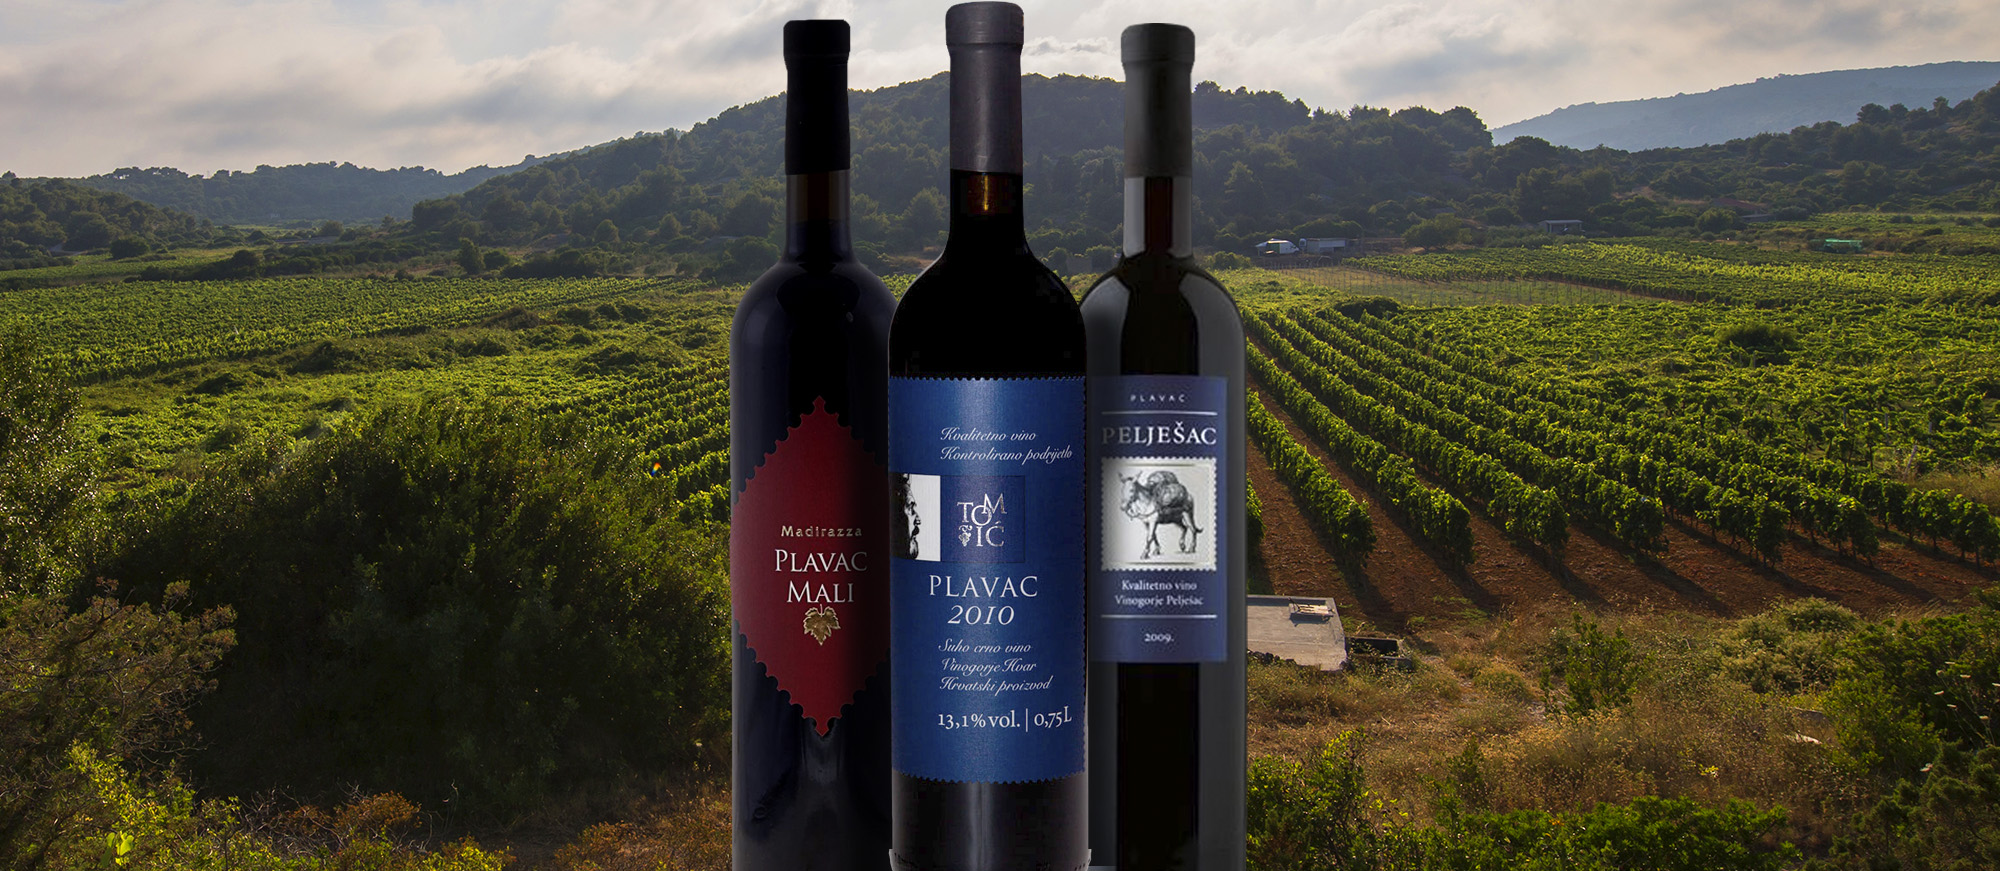 Madirazza
PLAVAC
MALI
Kvalitetno vino
Kontrolirano podrijetlo
TOMIĆ
PLAVAC
2010
Suho crno vino
Vinogorje Hvar
Hrvatski proizvod
13,1% vol. | 0,75L
PLAVAC
PELJEŠAC
Kvalitetno vino
Vinogorje Pelješac
2009.